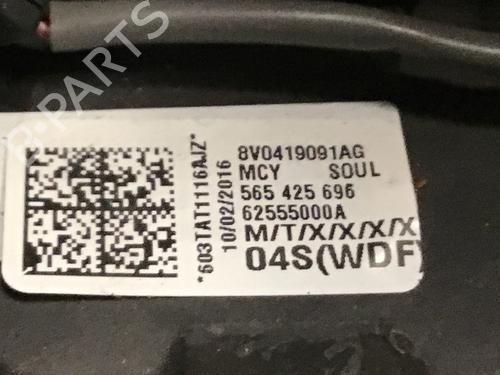 B-PARTS
*603TAT1116AJZ*
10/02/2016
8V0419091AG
MCY SOUL
565 425 696
62555000A
M/T/X/X/X/X
04S(WDF)